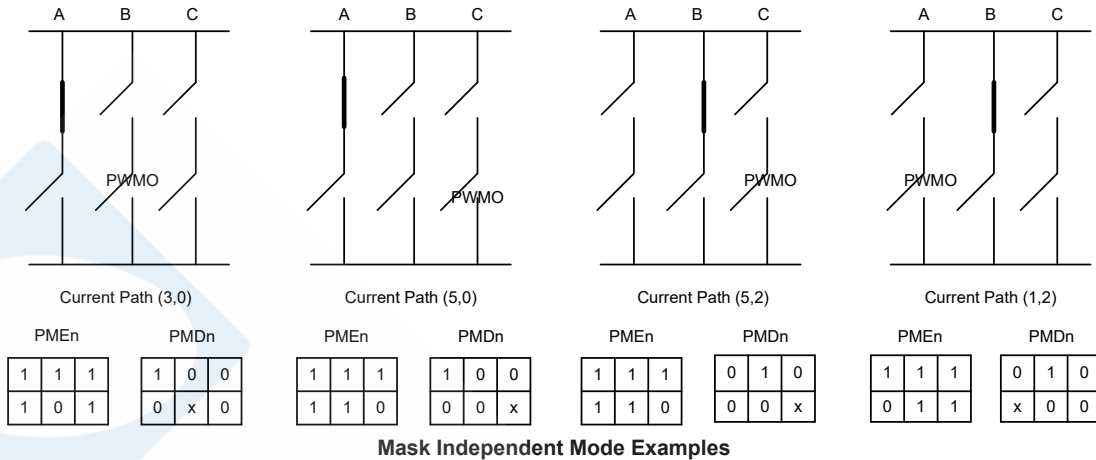 A B C A B C A B C A B C
PWMO PWMO PWMO PWMO
Current Path (3,0) Current Path (5,0) Current Path (5,2) Current Path (1,2)
PMEn PMDn PMEn PMDn PMEn PMDn PMEn PMDn
1 1 1 1 0 0 1 1 1 1 0 0 1 1 1 0 1 0 1 1 1 0 1 0
1 0 1 0 x 0 1 1 0 0 0 x 1 1 0 0 0 x 0 1 1 x 0 0
Mask Independent Mode Examples